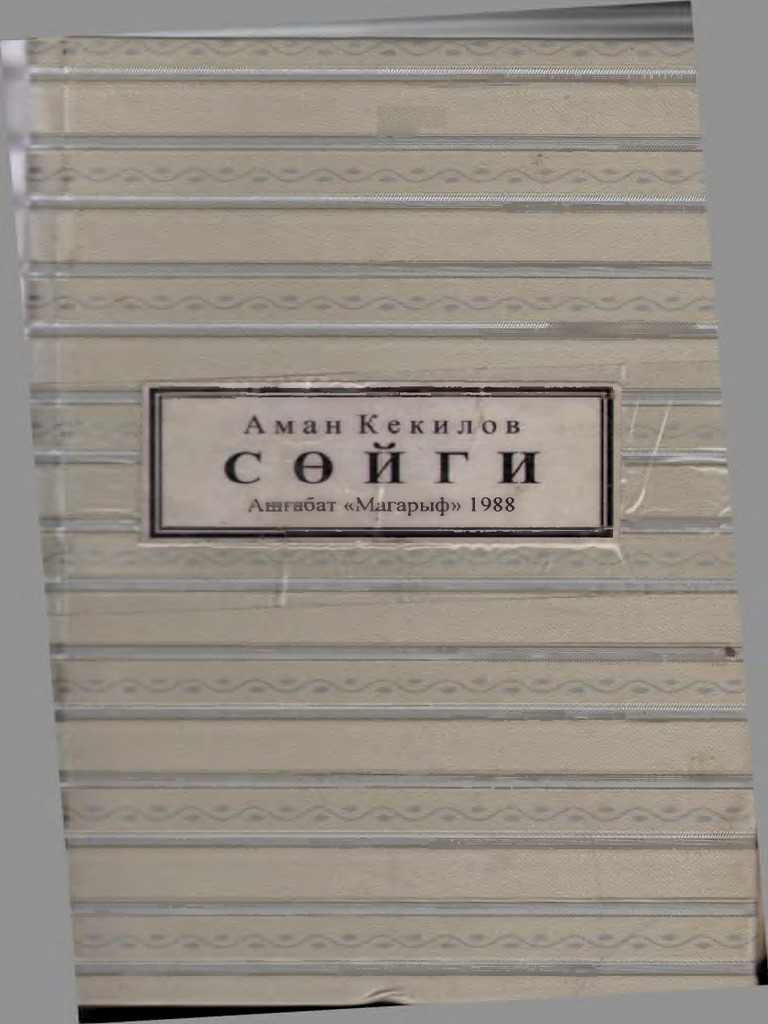 Аман Кекилов
СӨЙГИ
Ашгабат «Магарыф» 1988